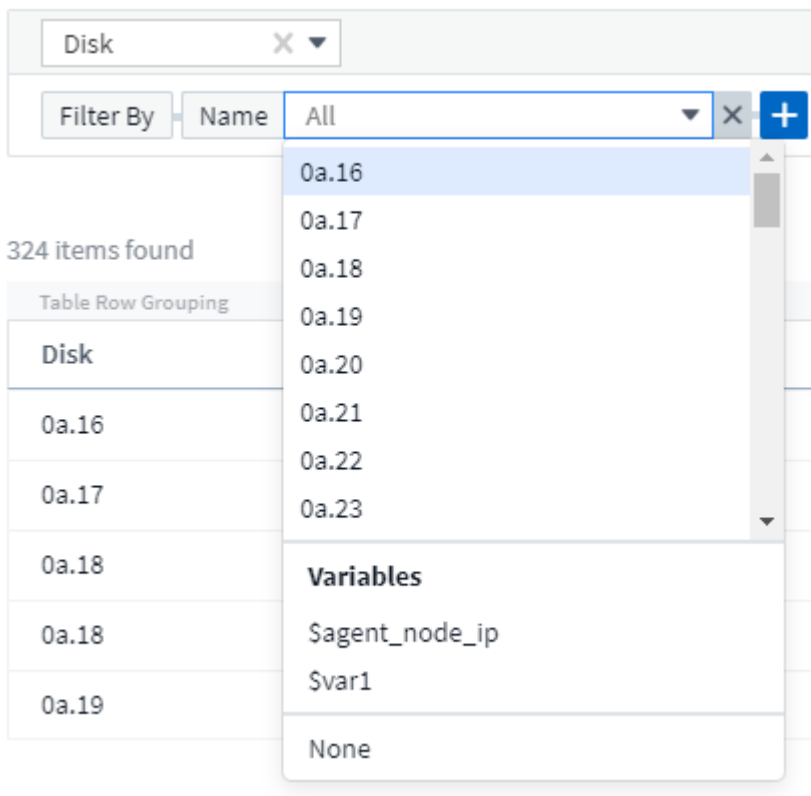 Disk
Filter By Name All
0a.16
0a.17
0a.18
0a.19
0a.20
0a.21
0a.22
0a.23
Variables
$agent_node_ip
$var1
None
324 items found
Table Row Grouping
Disk
0a.16
0a.17
0a.18
0a.18
0a.19